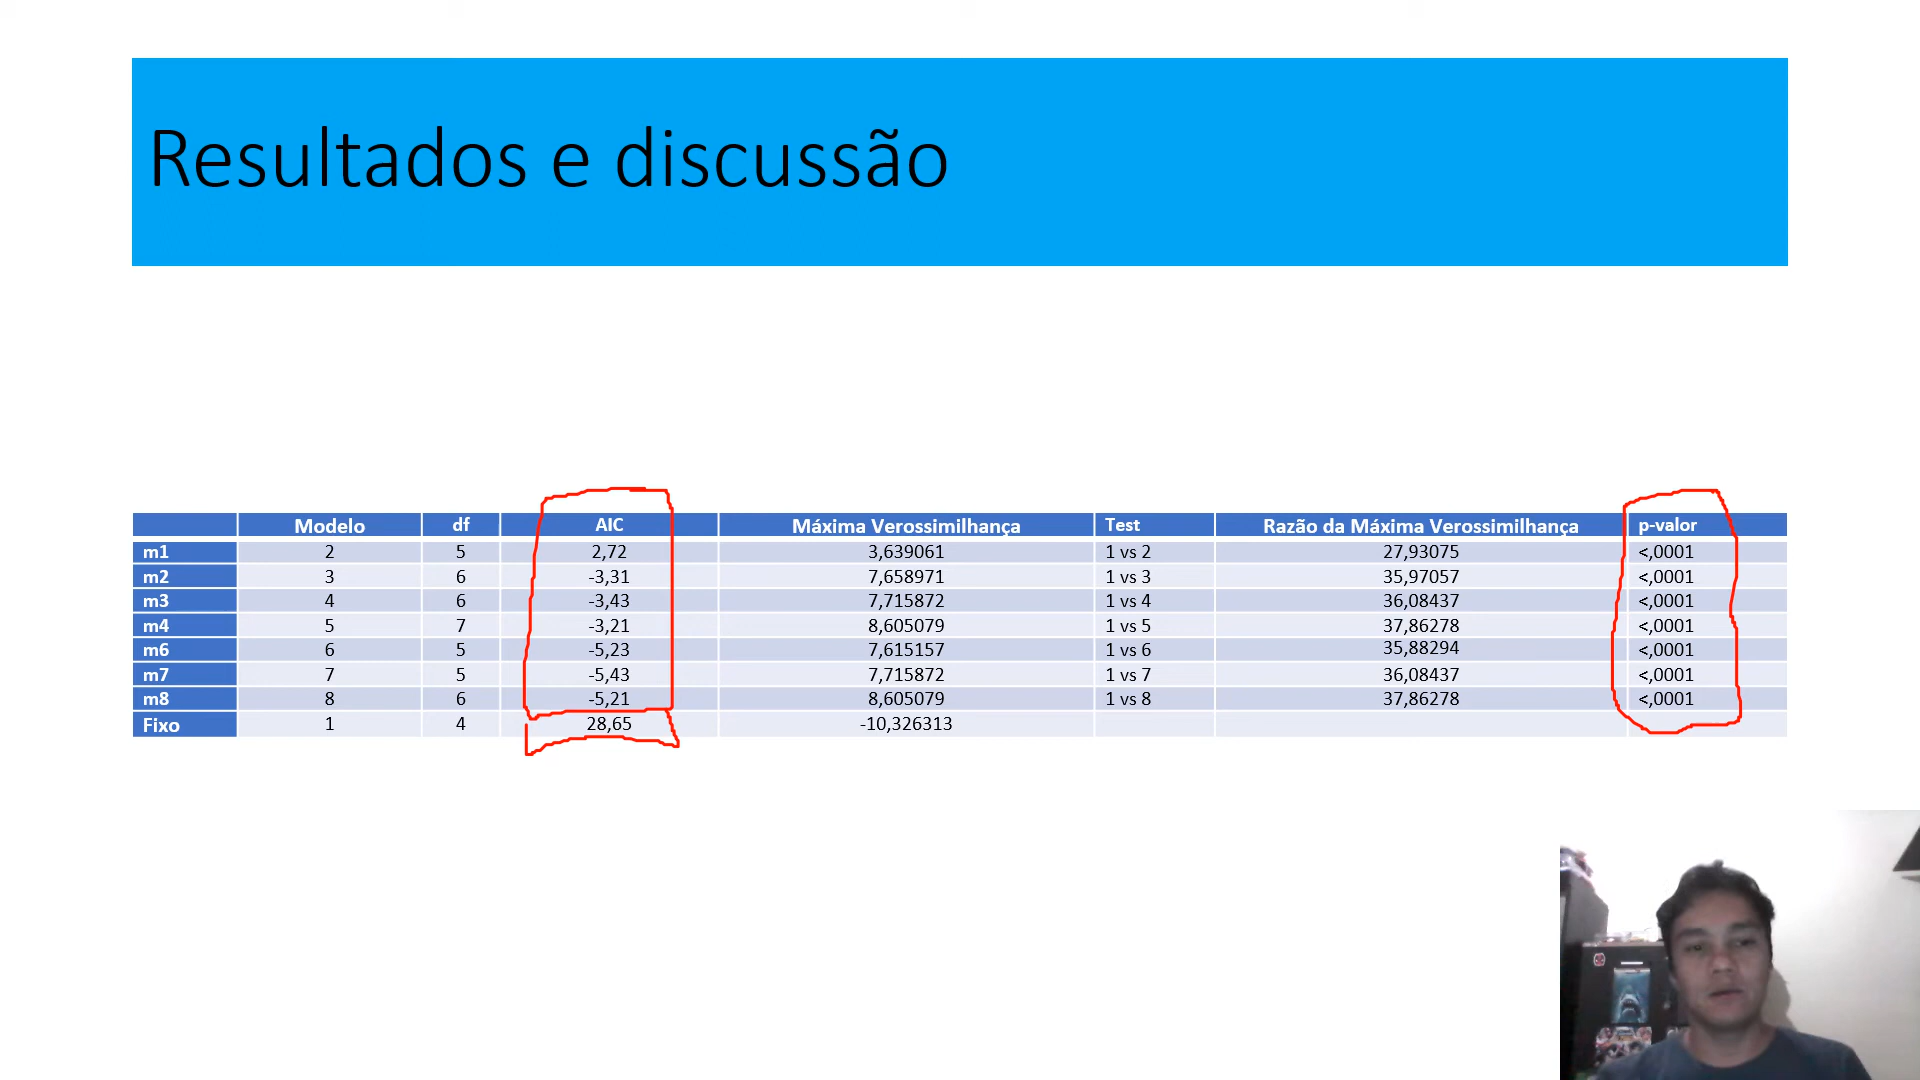 Resultados e discussão
Modelo df AIC Máxima Verossimilhança Test Razão da Máxima Verossimilhança p-valor
m1 2 5 2,72 3,639061 1 vs 2 27,93075 <,0001
m2 3 6 -3,31 7,658971 1 vs 3 35,97057 <,0001
m3 4 6 -3,43 7,715872 1 vs 4 36,08437 <,0001
m4 5 7 -3,21 8,605079 1 vs 5 37,86278 <,0001
m6 6 5 -5,23 7,615157 1 vs 6 35,88294 <,0001
m7 7 5 -5,43 7,715872 1 vs 7 36,08437 <,0001
m8 8 6 -5,21 8,605079 1 vs 8 37,86278 <,0001
Fixo 1 4 28,65 -10,326313